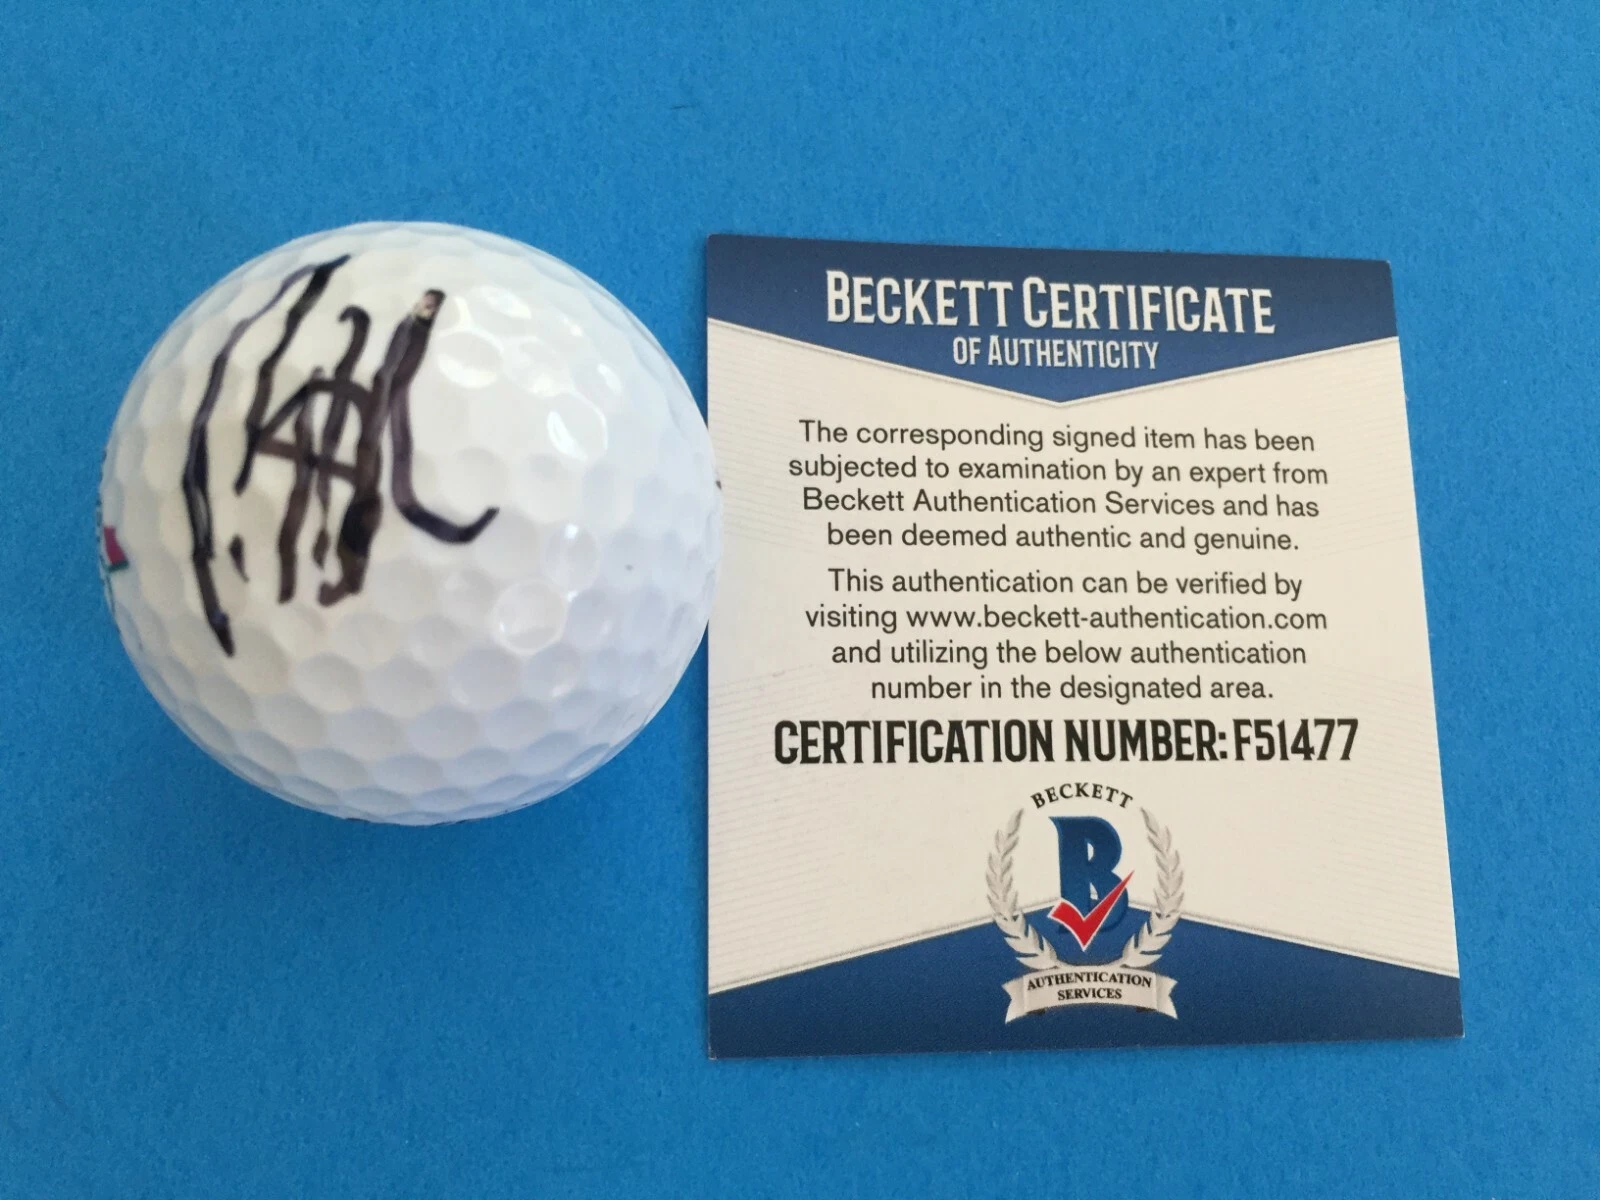 BECKETT CERTIFICATE
OF AUTHENTICITY
The corresponding signed item has been
subjected to examination by an expert from
Beckett Authentication Services and has
been deemed authentic and genuine.
This authentication can be verified by
visiting www.beckett-authentication.com
and utilizing the below authentication
number in the designated area.
CERTIFICATION NUMBER: F51477
BECKETT
B
AUTHENTICATION
SERVICES